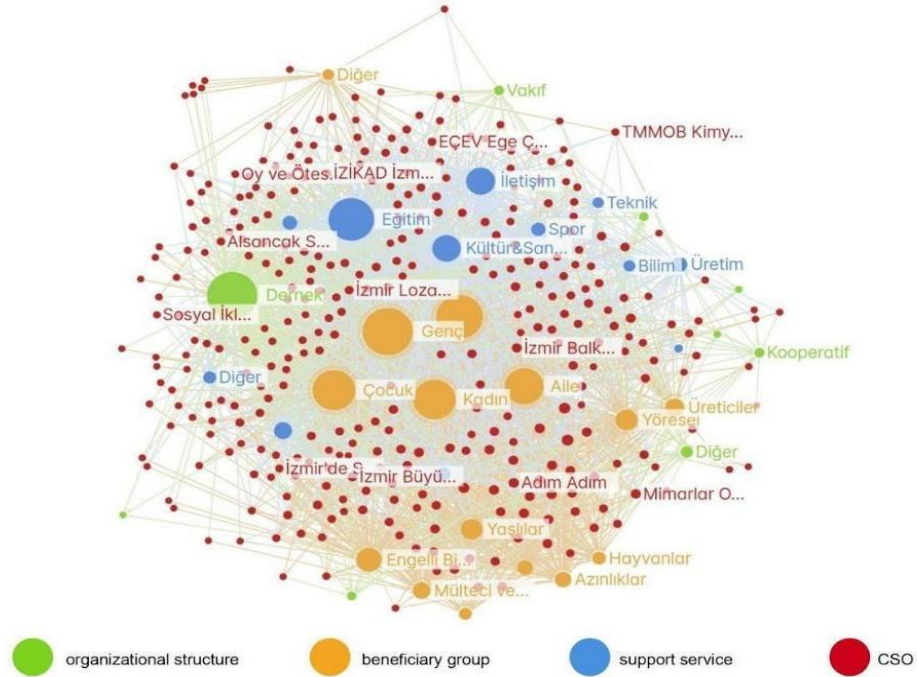 Diğer
Vakıf
TMMOB Kimy...
EÇEV Ege Ç...
Oy ve Ötes.
İZİKAD İzm...
İletişim
Teknik
Eğitim
Spor
Alsancak S...
Kültür&San...
Bilim
Üretim
Dernek
İzmir Loza...
Sosyal İkl...
Genç
İzmir Balk...
Kooperatif
Diğer
Çocuk
Kadın
Aile
Üreticiler
Yöresel
Diğer
İzmir'de S
İzmir Büyü...
Adım Adım
Mimarlar O...
Yaşlılar
Engelli Bi...
Hayvanlar
Azınlıklar
Mülteci ve...
organizational structure
beneficiary group
support service
CSO